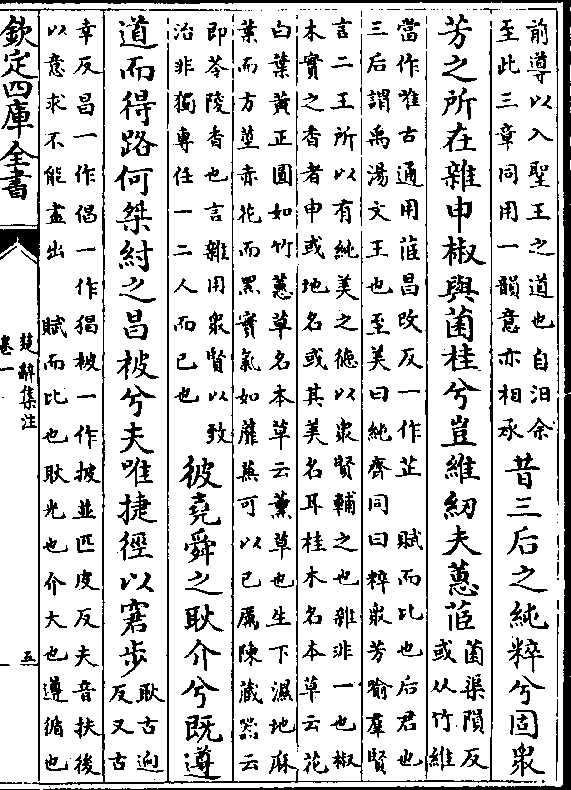 前導以入聖王之道也自汨余
至此三章同用一韻意亦相承
昔三后之純粹兮固衆
芳之所在雜申椒與菌桂兮豈維紉夫蕙茝
菌渠隕反
或從竹維
當作惟古通用茝昌改反一作芷　賦而比也后君也
三后謂禹湯文王也至美曰純齊同曰粹衆芳喻羣賢
言二王所以有純美之德以衆賢輔之也雜非一也椒
木實之香者申或地名或其美名耳桂木名本草云花
白葉黄正圓如竹蕙草名本草云薰草也生下濕地麻
葉而方莖赤花而黑實氣如蘼蕪可以已厲陳藏器云
即苓陵香也言雜用衆賢以致
治非獨專任一二人而已也
彼堯舜之耿介兮既遵
道而得路何桀紂之昌被兮夫唯捷徑以窘步
耿古迥
反又古
幸反昌一作倡一作猖被一作披並匹皮反夫音扶後
以意求不能盡出　賦而比也耿光也介大也遵循也
欽定四庫全書
楚辭集注
卷一
五